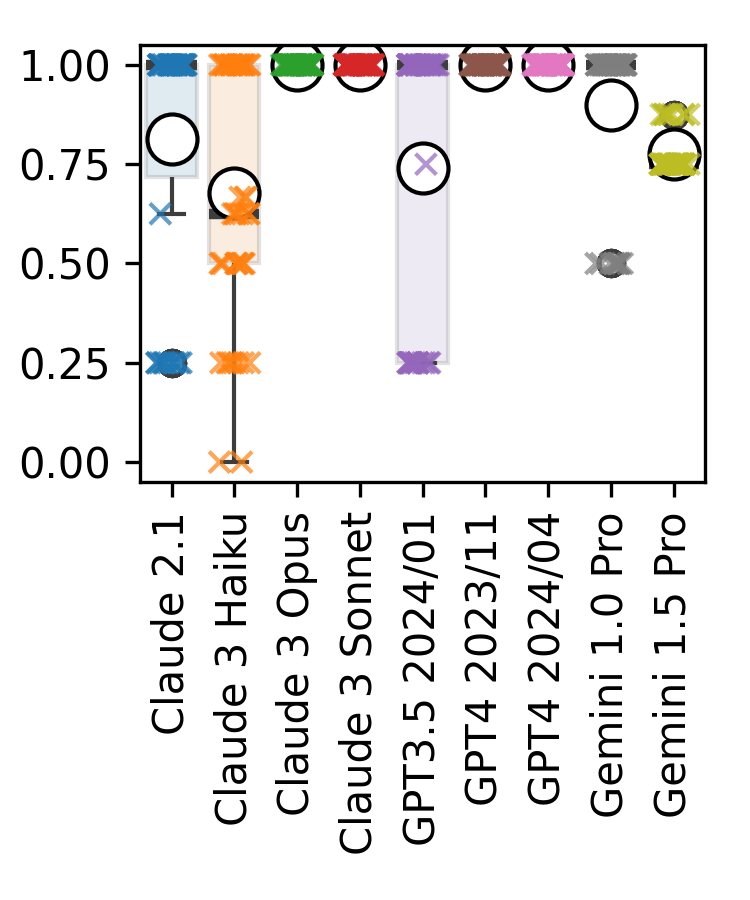 1.00
0.75
0.50
0.25
0.00
Claude 2.1
Claude 3 Haiku
Claude 3 Opus
Claude 3 Sonnet
GPT3.5 2024/01
GPT4 2023/11
GPT4 2024/04
Gemini 1.0 Pro
Gemini 1.5 Pro